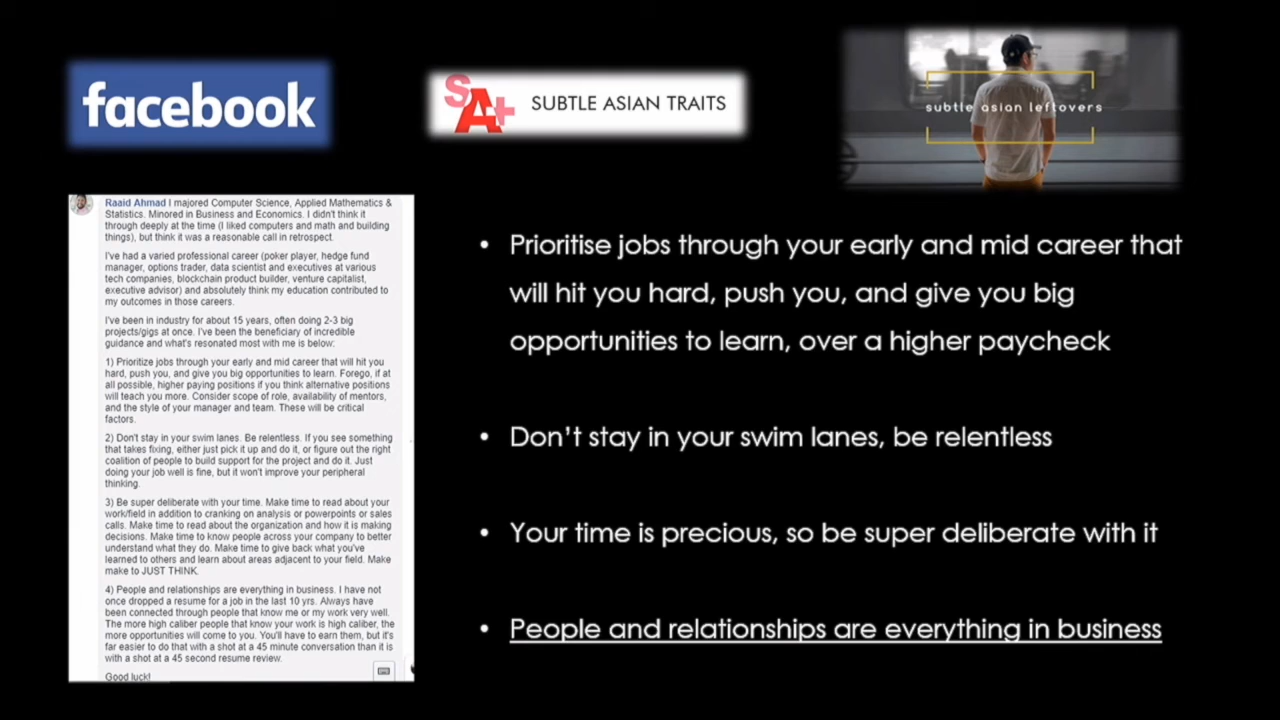 facebook
SA+ SUBTLE ASIAN TRAITS
subtle asian leftovers
Raaid Ahmad I majored Computer Science, Applied Mathematics &
Statistics. Minored in Business and Economics. I didn't think it
through deeply at the time (I liked computers and math and building
things), but think it was a reasonable call in retrospect.
I've had a varied professional career (poker player, hedge fund
manager, options trader, data scientist and executives at various
tech companies, blockchain product builder, venture capitalist,
executive advisor) and absolutely think my education contributed to
my outcomes in those careers.
I've been in industry for about 15 years, often doing 2-3 big
projects/gigs at once. I've been the beneficiary of incredible
guidance and what's resonated most with me is below:
1) Prioritize jobs through your early and mid career that will hit you
hard, push you, and give you big opportunities to learn. Forego, if at
all possible, higher paying positions if you think alternative positions
will teach you more. Consider scope of role, availability of mentors,
and the style of your manager and team. These will be critical
factors.
2) Don't stay in your swim lanes. Be relentless. If you see something
that takes fixing, either just pick it up and do it, or figure out the right
coalition of people to build support for the project and do it. Just
doing your job well is fine, but it won't improve your peripheral
thinking.
3) Be super deliberate with your time. Make time to read about your
work/field in addition to cranking on analysis or powerpoints or sales
calls. Make time to read about the organization and how it is making
decisions. Make time to know people across your company to better
understand what they do. Make time to give back what you've
learned to others and learn about areas adjacent to your field. Make
make to JUST THINK.
4) People and relationships are everything in business. I have not
once dropped a resume for a job in the last 10 yrs. Always have
been connected through people that know me or my work very well.
The more high caliber people that know your work is high caliber, the
more opportunities will come to you. You'll have to earn them, but it's
far easier to do that with a shot at a 45 minute conversation than it is
with a shot at a 45 second resume review.
Good luck!
• Prioritise jobs through your early and mid career that
will hit you hard, push you, and give you big
opportunities to learn, over a higher paycheck
• Don't stay in your swim lanes, be relentless
• Your time is precious, so be super deliberate with it
• People and relationships are everything in business